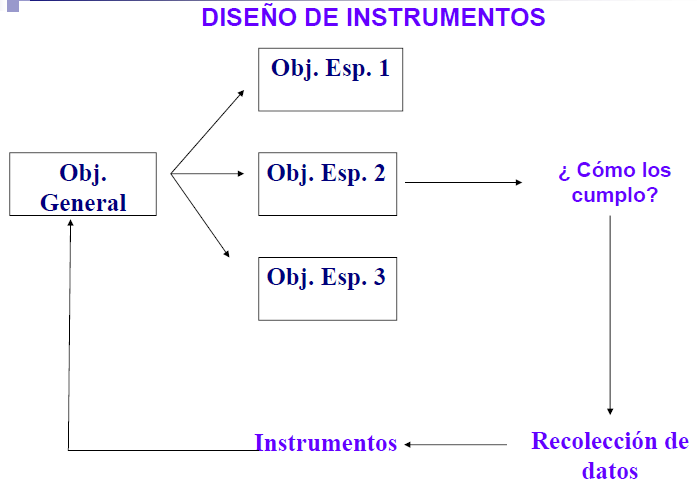 DISEÑO DE INSTRUMENTOS
Obj. Esp. 1
Obj.
General
Obj. Esp. 2
¿ Cómo los
cumplo?
Obj. Esp. 3
Instrumentos
Recolección de
datos